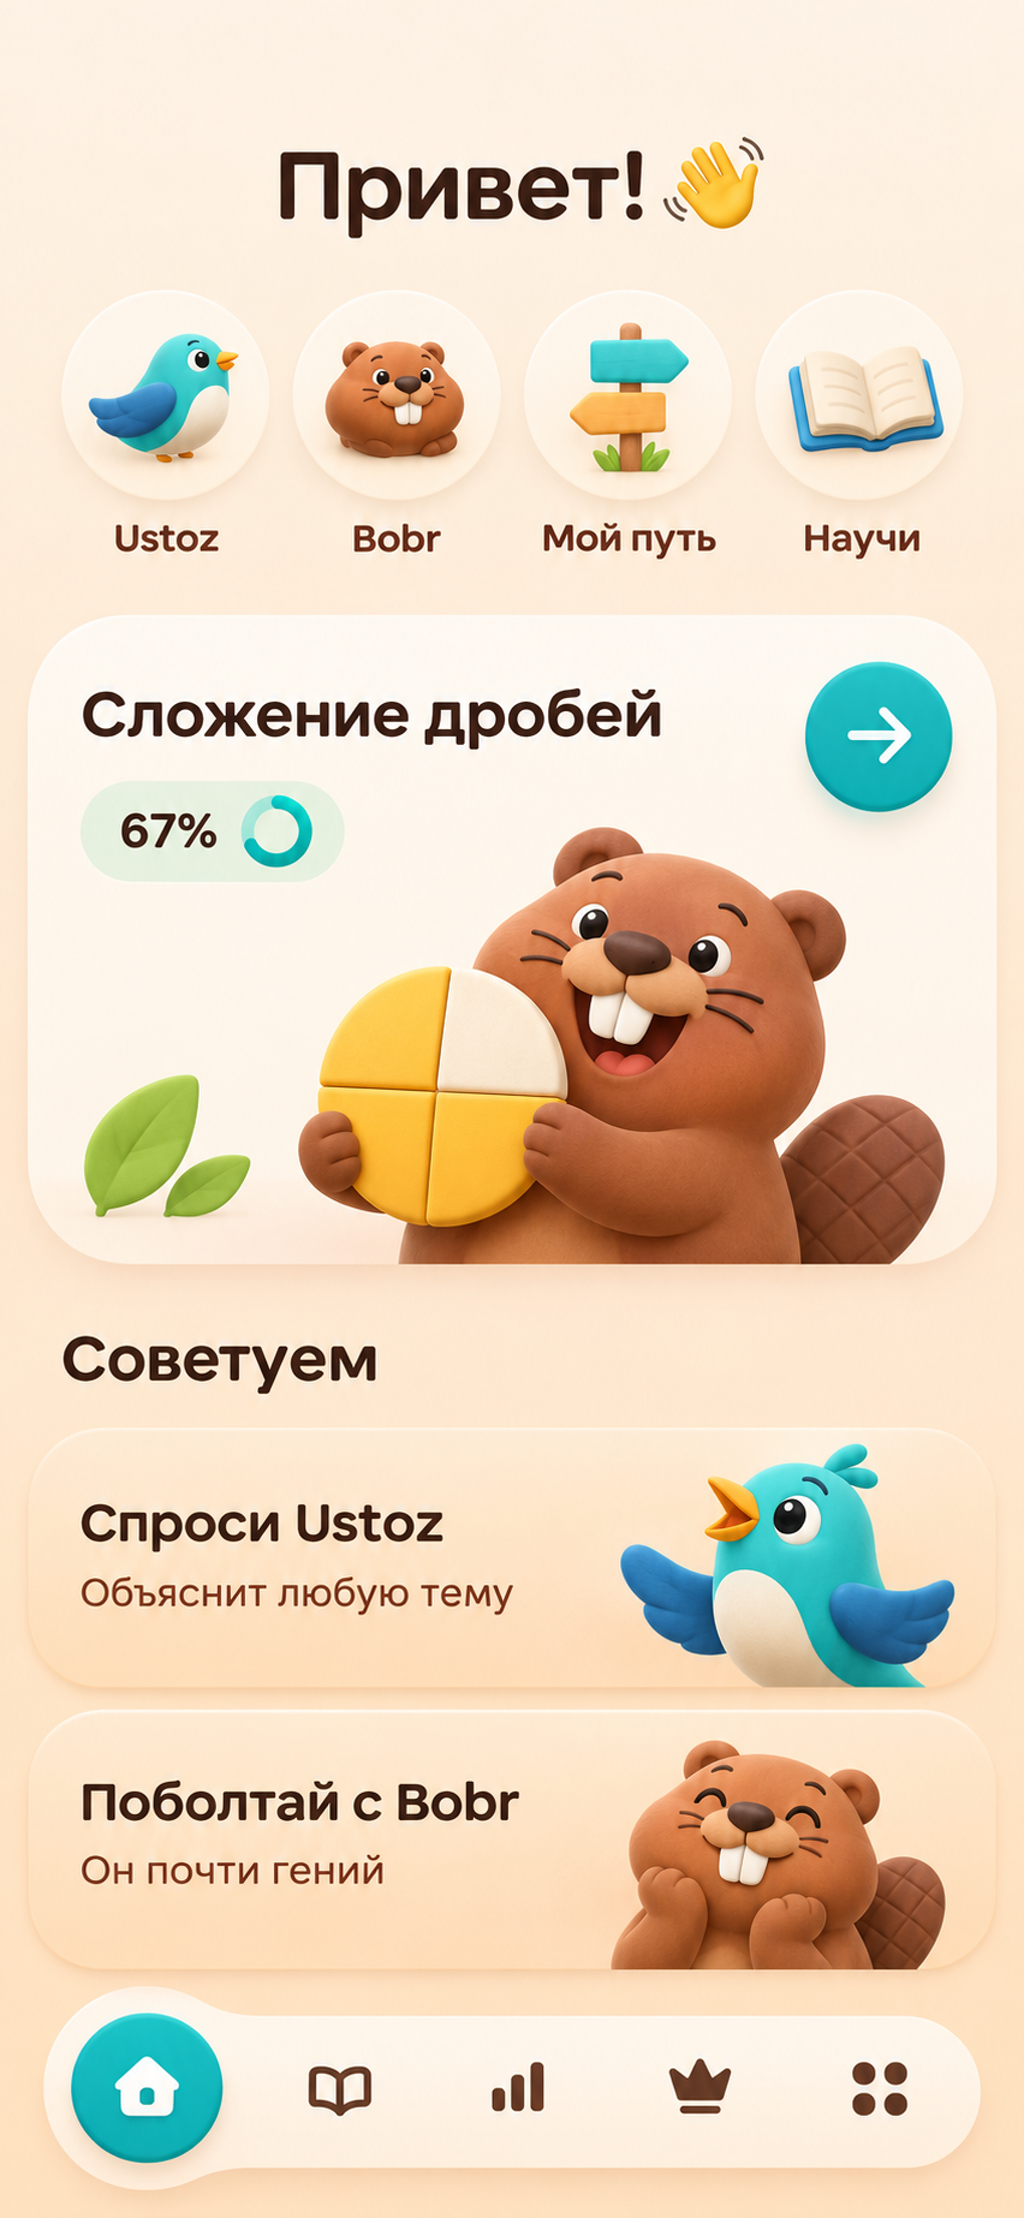 Привет! 👋
Ustoz
Bobr
Мой путь
Научи
Сложение дробей
67%
Советуем
Спроси Ustoz
Объяснит любую тему
Поболтай с Bobr
Он почти гений